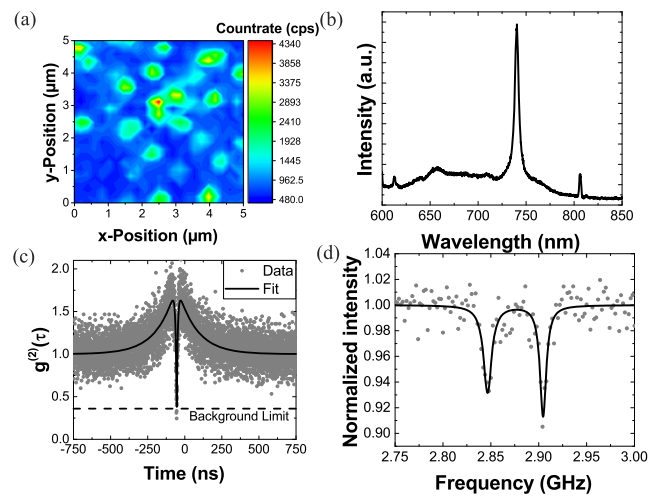 (a)
Countrate (cps)
5
4
3
2
1
0
y-Position (µm)
0 1 2 3 4 5
x-Position (µm)
4340
3858
3375
2893
2410
1928
1445
962.5
480.0
(b)
Intensity (a.u.)
600 650 700 750 800 850
Wavelength (nm)
(c)
2.0
1.5
1.0
0.5
0.0
g(2)(τ)
Data
Fit
Background Limit
-750 -500 -250 0 250 500 750
Time (ns)
(d)
1.04
1.02
1.00
0.98
0.96
0.94
0.92
0.90
Normalized intensity
2.75 2.80 2.85 2.90 2.95 3.00
Frequency (GHz)